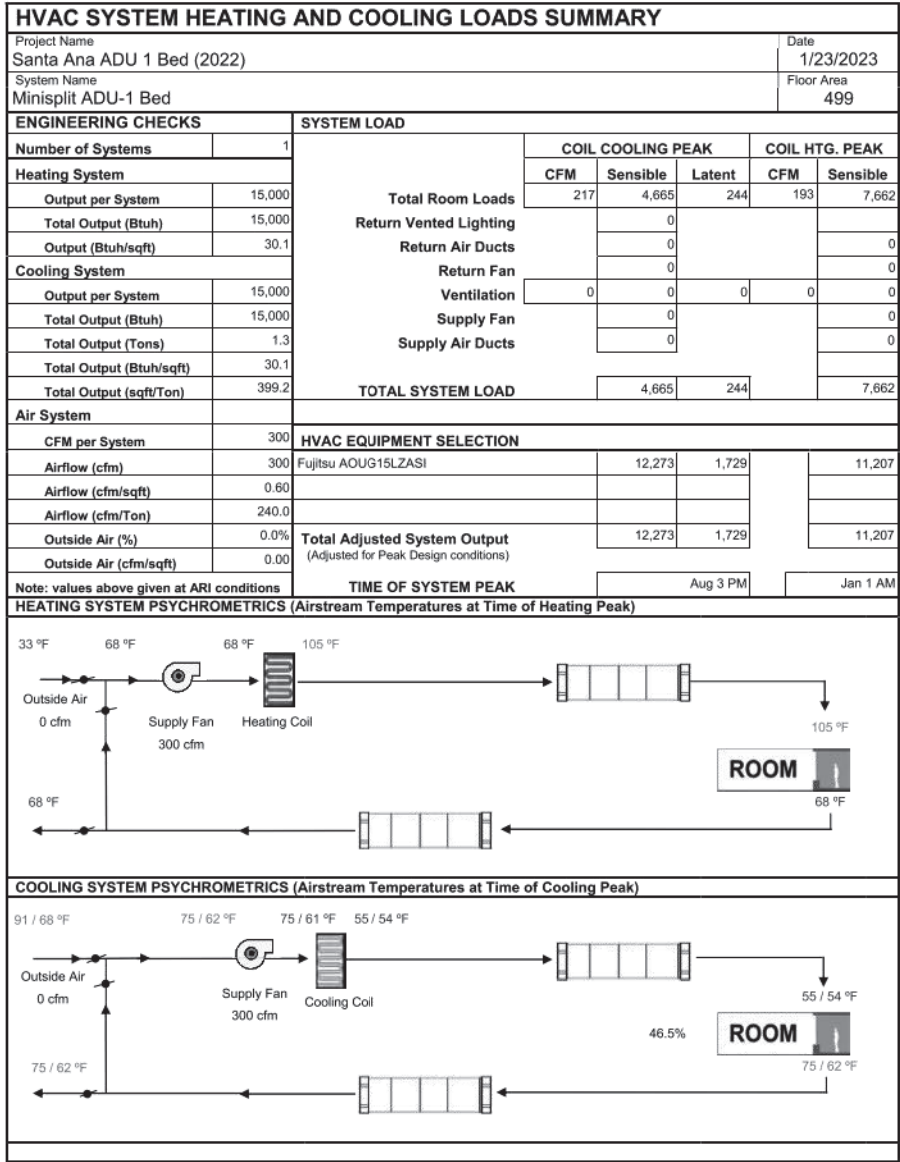 HVAC SYSTEM HEATING AND COOLING LOADS SUMMARY
Project Name Date
Santa Ana ADU 1 Bed (2022) 1/23/2023
System Name Floor Area
Minisplit ADU-1 Bed 499
ENGINEERING CHECKS SYSTEM LOAD
Number of Systems 1 COIL COOLING PEAK COIL HTG. PEAK
Heating System CFM Sensible Latent CFM Sensible
Output per System 15,000 Total Room Loads 217 4,665 244 193 7,662
Total Output (Btuh) 15,000 Return Vented Lighting 0
Output (Btuh/sqft) 30.1 Return Air Ducts 0 0
Cooling System Return Fan 0 0
Output per System 15,000 Ventilation 0 0 0 0 0
Total Output (Btuh) 15,000 Supply Fan 0 0
Total Output (Tons) 1.3 Supply Air Ducts 0 0
Total Output (Btuh/sqft) 30.1
Total Output (sqft/Ton) 399.2 TOTAL SYSTEM LOAD 4,665 244 7,662
Air System
CFM per System 300 HVAC EQUIPMENT SELECTION
Airflow (cfm) 300 Fujitsu AOUG15LZASI 12,273 1,729 11,207
Airflow (cfm/sqft) 0.60
Airflow (cfm/Ton) 240.0
Outside Air (%) 0.0% Total Adjusted System Output 12,273 1,729 11,207
(Adjusted for Peak Design conditions)
Outside Air (cfm/sqft) 0.00
Note: values above given at ARI conditions TIME OF SYSTEM PEAK Aug 3 PM Jan 1 AM
HEATING SYSTEM PSYCHROMETRICS (Airstream Temperatures at Time of Heating Peak)
33 ºF 68 ºF 68 ºF 105 ºF
Outside Air
0 cfm Supply Fan Heating Coil
300 cfm
105 ºF
ROOM
68 ºF 68 ºF
COOLING SYSTEM PSYCHROMETRICS (Airstream Temperatures at Time of Cooling Peak)
91 / 68 ºF 75 / 62 ºF 75 / 61 ºF 55 / 54 ºF
Outside Air
0 cfm Supply Fan Cooling Coil 55 / 54 ºF
300 cfm
46.5% ROOM
75 / 62 ºF 75 / 62 ºF